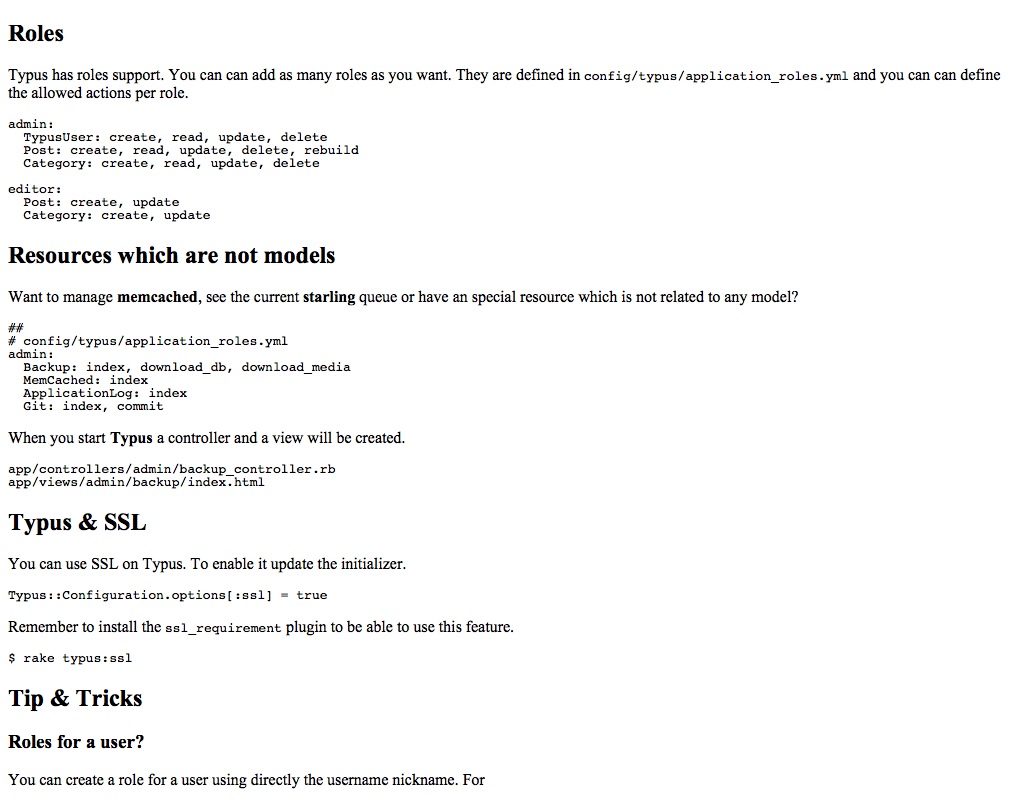 Roles
Typus has roles support. You can can add as many roles as you want. They are defined in config/typus/application_roles.yml and you can can define
the allowed actions per role.
admin:
  TypusUser: create, read, update, delete
  Post: create, read, update, delete, rebuild
  Category: create, read, update, delete
editor:
  Post: create, update
  Category: create, update
Resources which are not models
Want to manage memcached, see the current starling queue or have an special resource which is not related to any model?
##
# config/typus/application_roles.yml
admin:
  Backup: index, download_db, download_media
  MemCached: index
  ApplicationLog: index
  Git: index, commit
When you start Typus a controller and a view will be created.
app/controllers/admin/backup_controller.rb
app/views/admin/backup/index.html
Typus & SSL
You can use SSL on Typus. To enable it update the initializer.
Typus::Configuration.options[:ssl] = true
Remember to install the ssl_requirement plugin to be able to use this feature.
$ rake typus:ssl
Tip & Tricks
Roles for a user?
You can create a role for a user using directly the username nickname. For